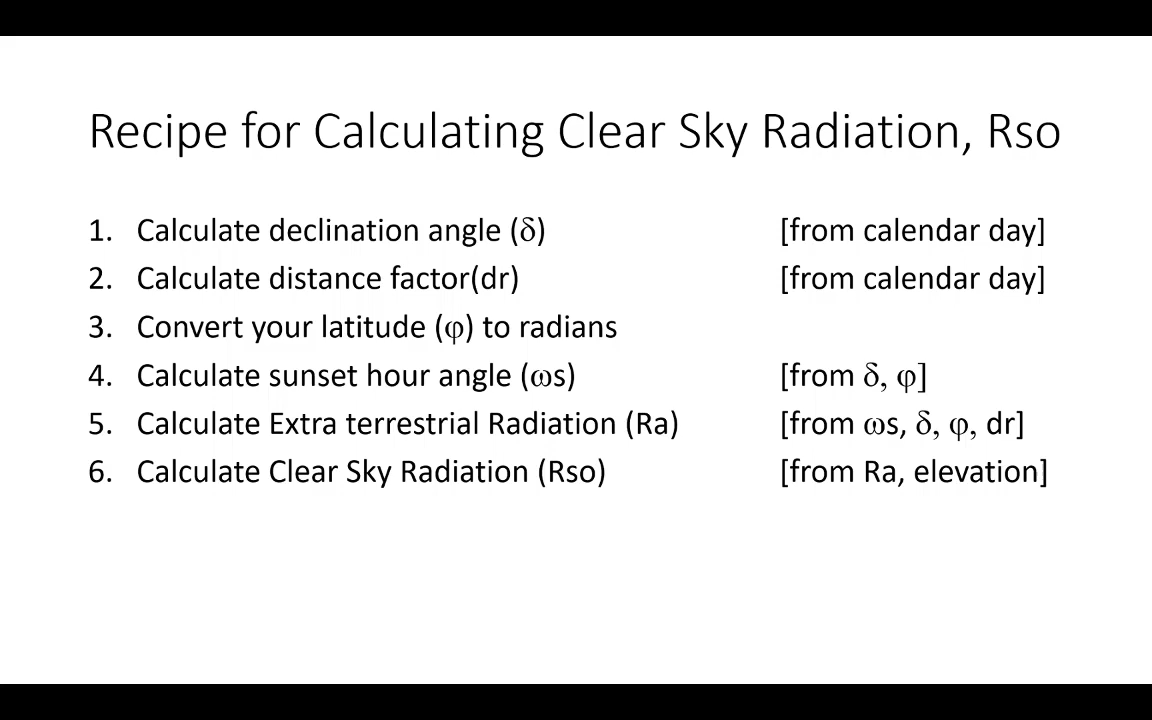 Recipe for Calculating Clear Sky Radiation, Rso
1. Calculate declination angle (δ) [from calendar day]
2. Calculate distance factor(dr) [from calendar day]
3. Convert your latitude (φ) to radians
4. Calculate sunset hour angle (ωs) [from δ, φ]
5. Calculate Extra terrestrial Radiation (Ra) [from ωs, δ, φ, dr]
6. Calculate Clear Sky Radiation (Rso) [from Ra, elevation]